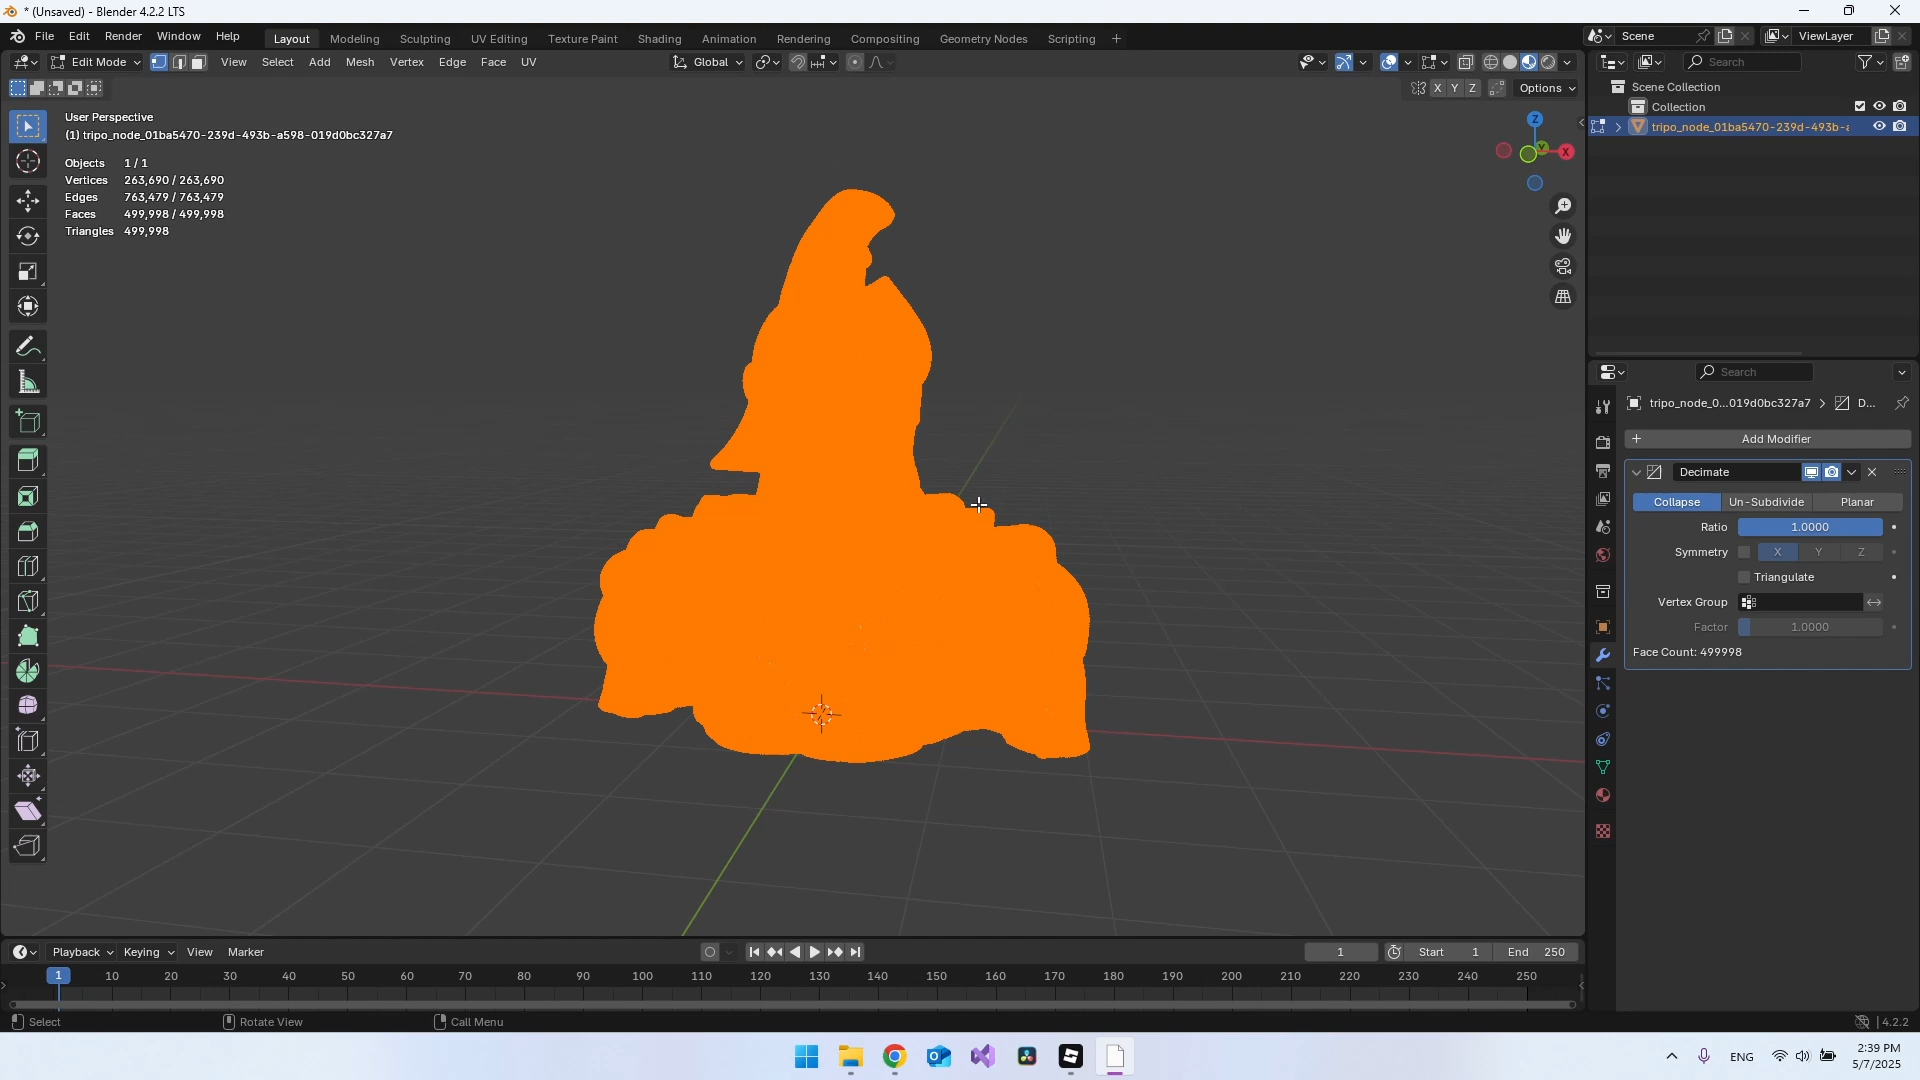 * (Unsaved) - Blender 4.2.2 LTS
File Edit Render Window Help
Layout Modeling Sculpting UV Editing Texture Paint Shading Animation Rendering Compositing Geometry Nodes Scripting +
Scene
ViewLayer
Edit Mode View Select Add Mesh Vertex Edge Face UV
Global
Search
X Y Z Options
User Perspective
(1) tripo_node_01ba5470-239d-493b-a598-019d0bc327a7
Objects 1 / 1
Vertices 263,690 / 263,690
Edges 763,479 / 763,479
Faces 499,998 / 499,998
Triangles 499,998
Z
Y
X
Scene Collection
Collection
tripo_node_01ba5470-239d-493b-a
Search
tripo_node_0...019d0bc327a7 > D...
+ Add Modifier
Decimate
Collapse Un-Subdivide Planar
Ratio 1.0000
Symmetry X Y Z
Triangulate
Vertex Group
Factor 1.0000
Face Count: 499998
Playback Keying View Marker
1 Start 1 End 250
1 10 20 30 40 50 60 70 80 90 100 110 120 130 140 150 160 170 180 190 200 210 220 230 240 250
Select Rotate View Call Menu
4.2.2
ENG
2:39 PM
5/7/2025